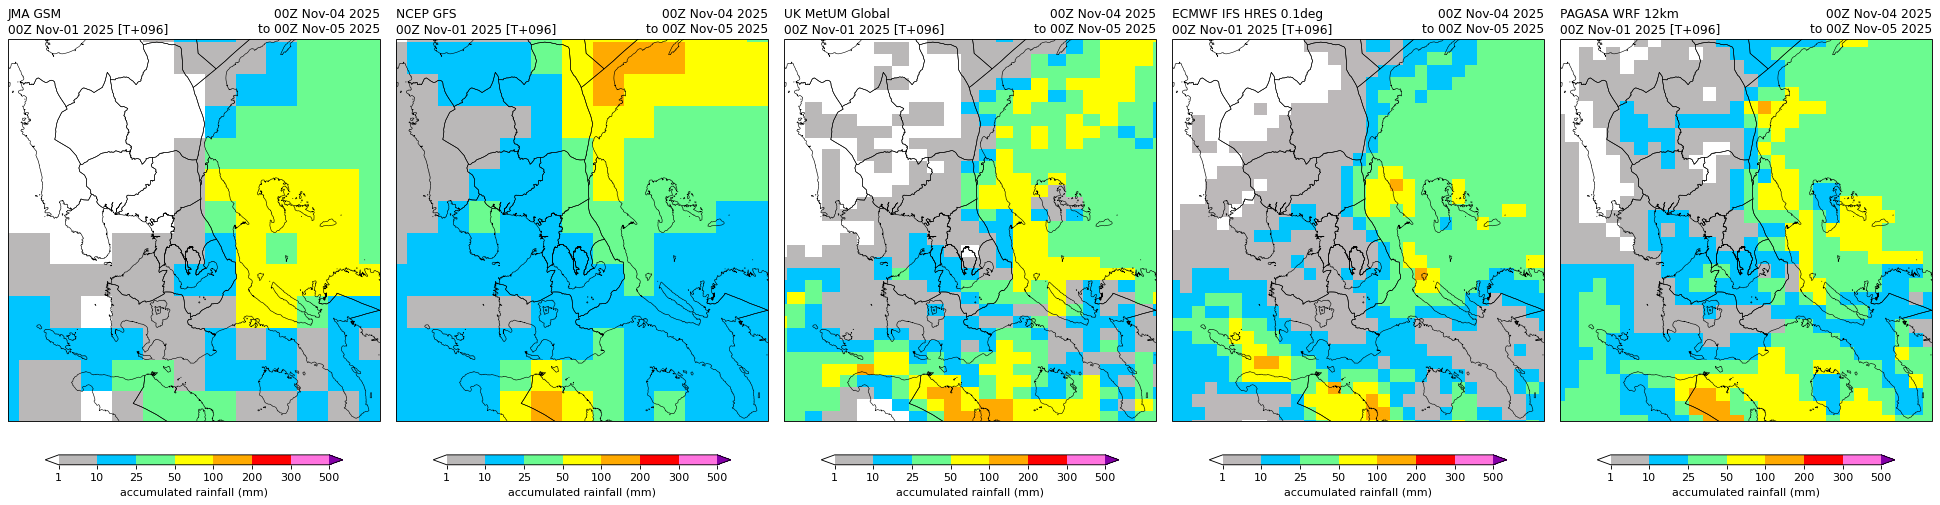 JMA GSM 00Z Nov-04 2025
00Z Nov-01 2025 [T+096] to 00Z Nov-05 2025
1 10 25 50 100 200 300 500
accumulated rainfall (mm)
NCEP GFS 00Z Nov-04 2025
00Z Nov-01 2025 [T+096] to 00Z Nov-05 2025
1 10 25 50 100 200 300 500
accumulated rainfall (mm)
UK MetUM Global 00Z Nov-04 2025
00Z Nov-01 2025 [T+096] to 00Z Nov-05 2025
1 10 25 50 100 200 300 500
accumulated rainfall (mm)
ECMWF IFS HRES 0.1deg 00Z Nov-04 2025
00Z Nov-01 2025 [T+096] to 00Z Nov-05 2025
1 10 25 50 100 200 300 500
accumulated rainfall (mm)
PAGASA WRF 12km 00Z Nov-04 2025
00Z Nov-01 2025 [T+096] to 00Z Nov-05 2025
1 10 25 50 100 200 300 500
accumulated rainfall (mm)